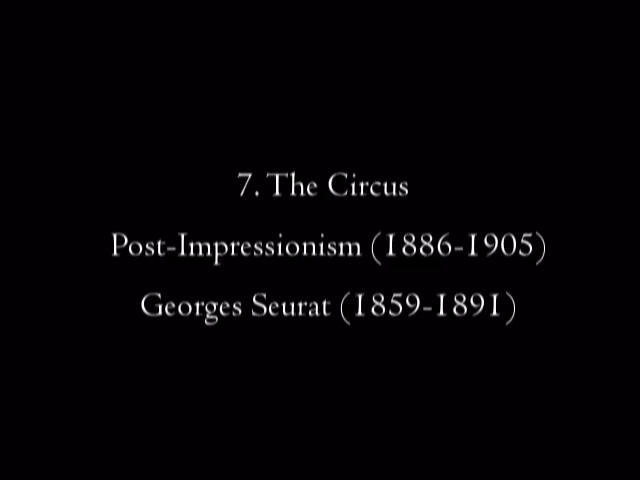 7. The Circus
Post-Impressionism (1886-1905)
Georges Seurat (1859-1891)